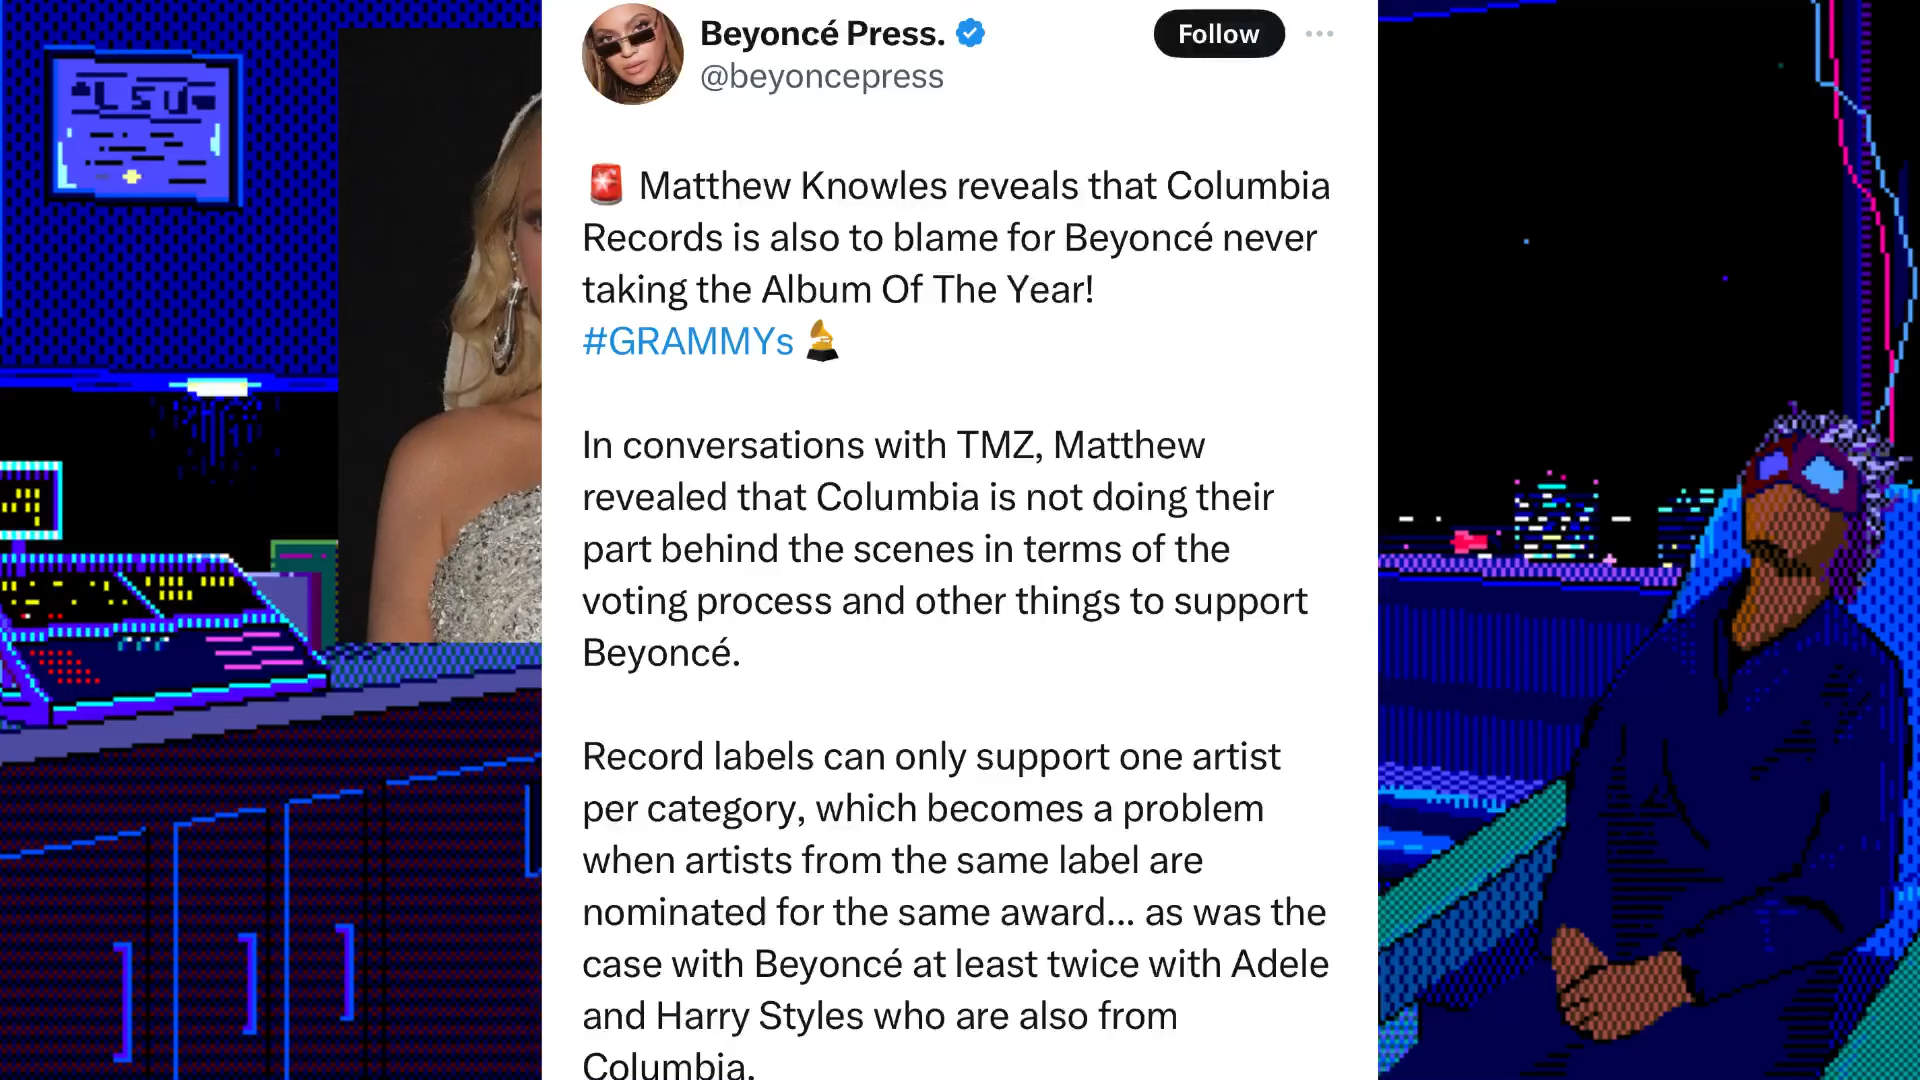 LSU
Beyoncé Press.
Follow
@beyoncepress
🚨 Matthew Knowles reveals that Columbia
Records is also to blame for Beyoncé never
taking the Album Of The Year!
#GRAMMYs
In conversations with TMZ, Matthew
revealed that Columbia is not doing their
part behind the scenes in terms of the
voting process and other things to support
Beyoncé.
Record labels can only support one artist
per category, which becomes a problem
when artists from the same label are
nominated for the same award... as was the
case with Beyoncé at least twice with Adele
and Harry Styles who are also from
Columbia.